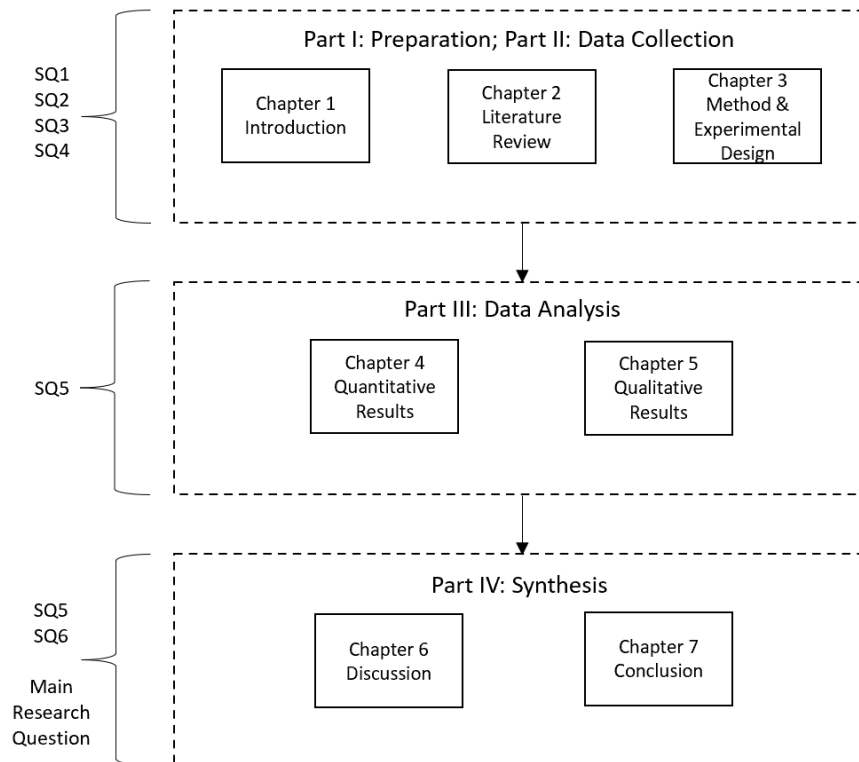 Part I: Preparation; Part II: Data Collection
SQ1
SQ2
SQ3
SQ4
Chapter 1
Introduction
Chapter 2
Literature
Review
Chapter 3
Method &
Experimental
Design
Part III: Data Analysis
SQ5
Chapter 4
Quantitative
Results
Chapter 5
Qualitative
Results
Part IV: Synthesis
SQ5
SQ6
Main
Research
Question
Chapter 6
Discussion
Chapter 7
Conclusion